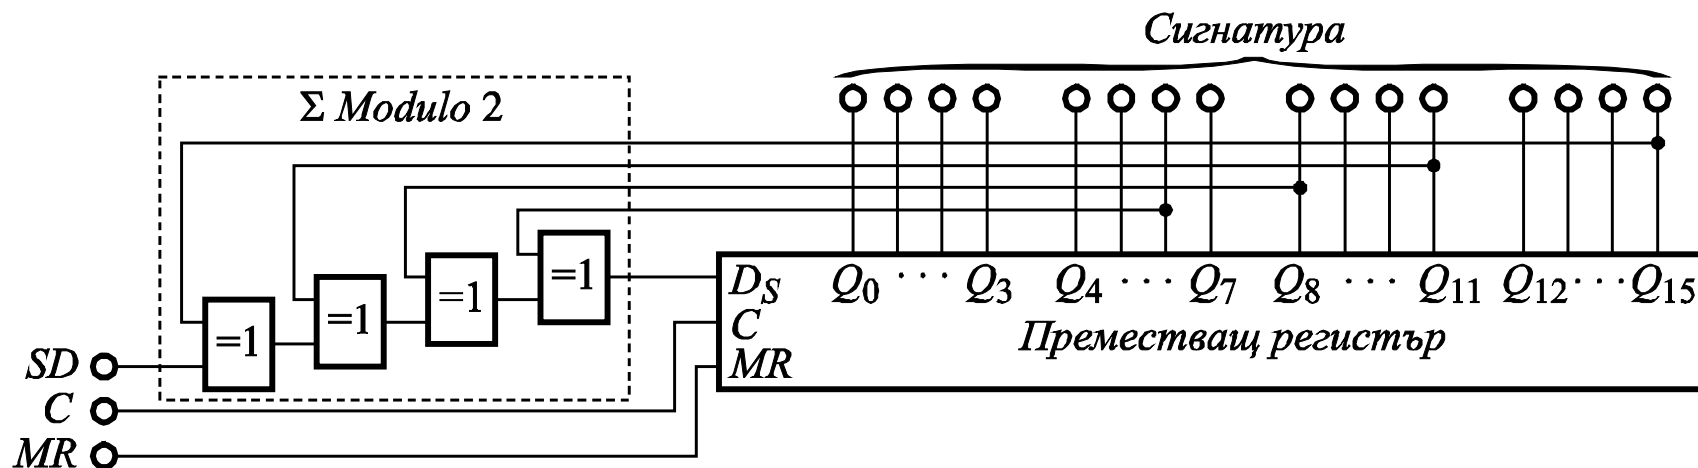 Сигнатура
Σ Modulo 2
=1
=1
=1
=1
D_S Q_0 ··· Q_3 Q_4 ··· Q_7 Q_8 ··· Q_11 Q_12 ··· Q_15
C
Преместващ регистър
MR
SD
C
MR